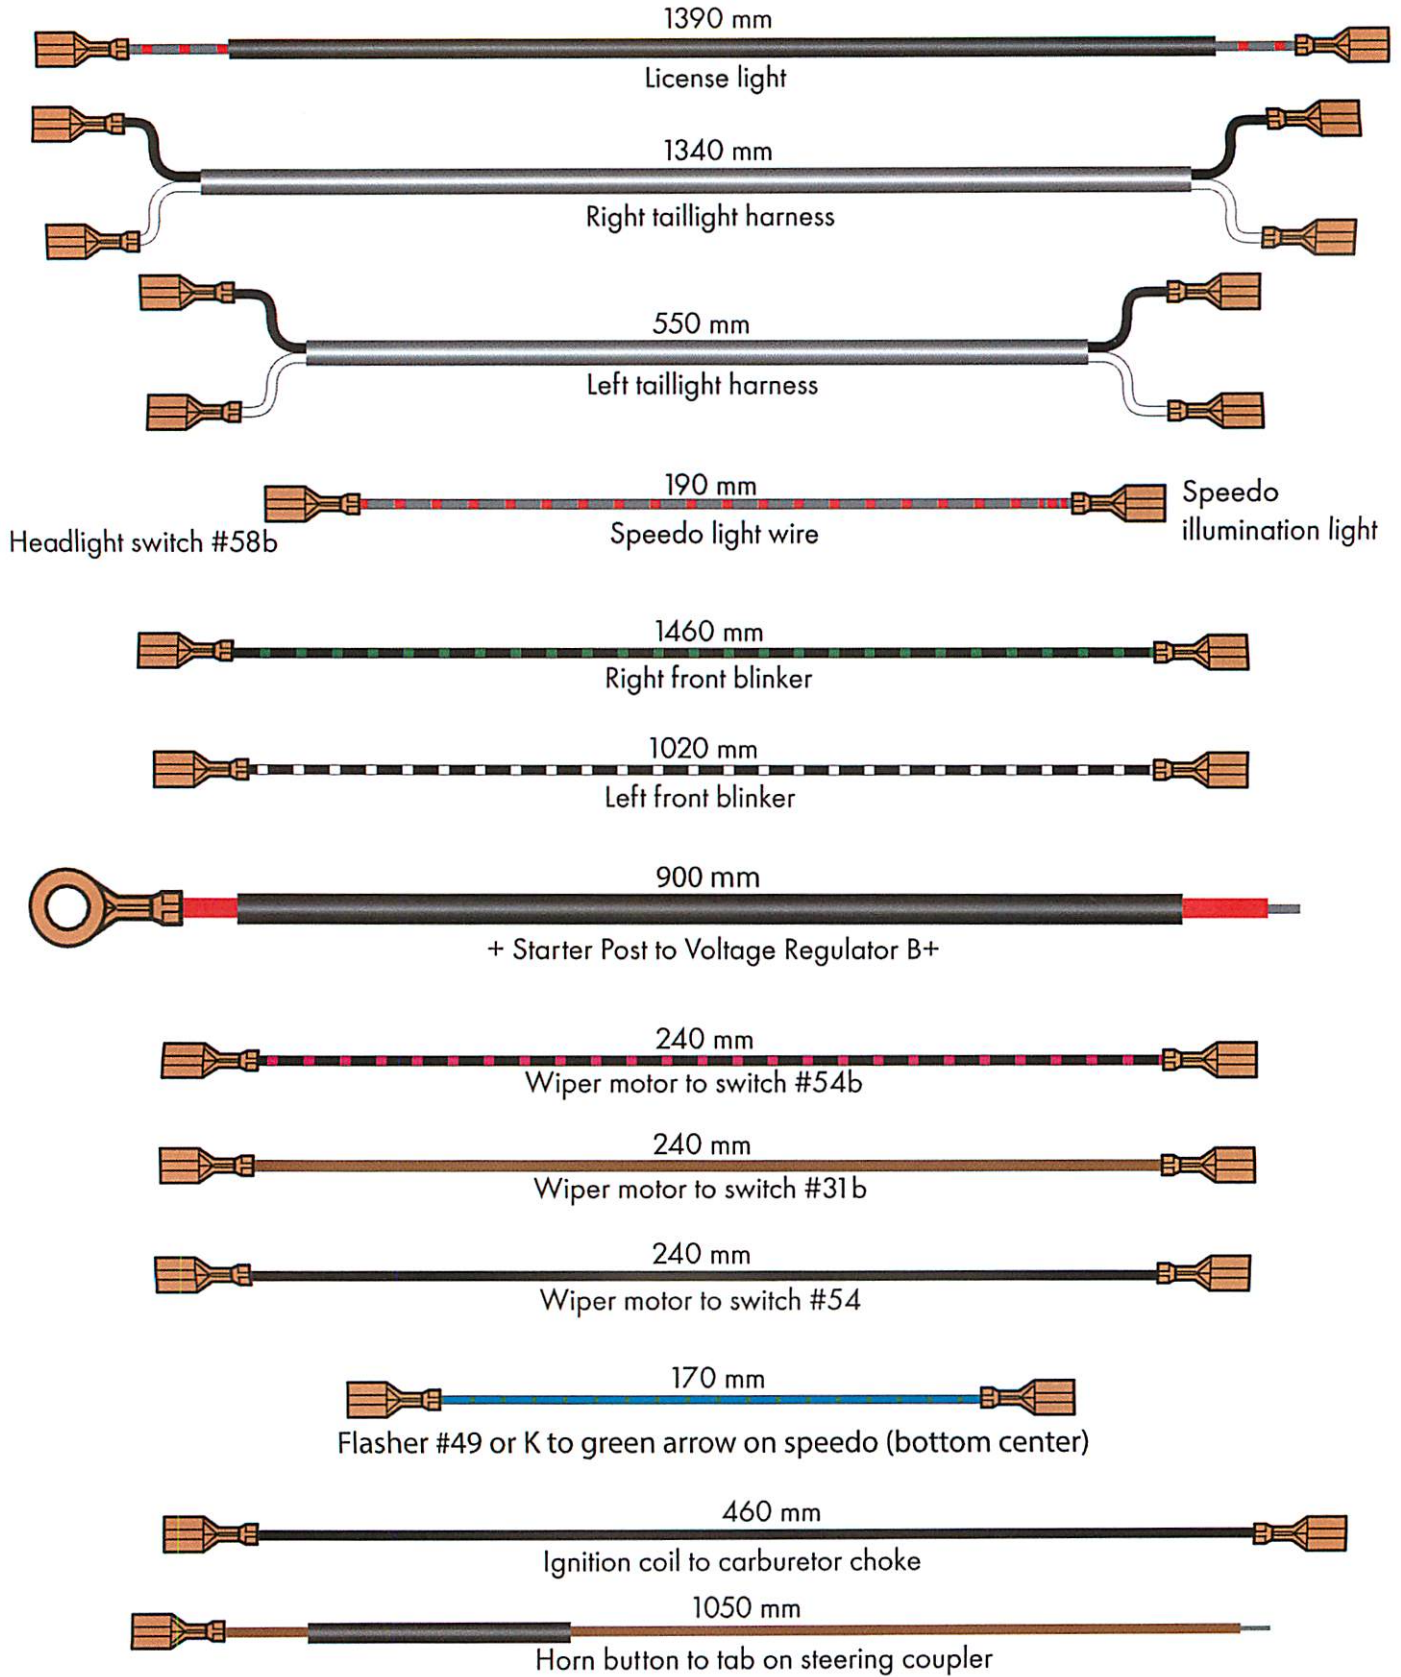 1390 mm
License light
1340 mm
Right taillight harness
550 mm
Left taillight harness
190 mm
Speedo light wire
Headlight switch #58b
Speedo
illumination light
1460 mm
Right front blinker
1020 mm
Left front blinker
900 mm
+ Starter Post to Voltage Regulator B+
240 mm
Wiper motor to switch #54b
240 mm
Wiper motor to switch #31b
240 mm
Wiper motor to switch #54
170 mm
Flasher #49 or K to green arrow on speedo (bottom center)
460 mm
Ignition coil to carburetor choke
1050 mm
Horn button to tab on steering coupler